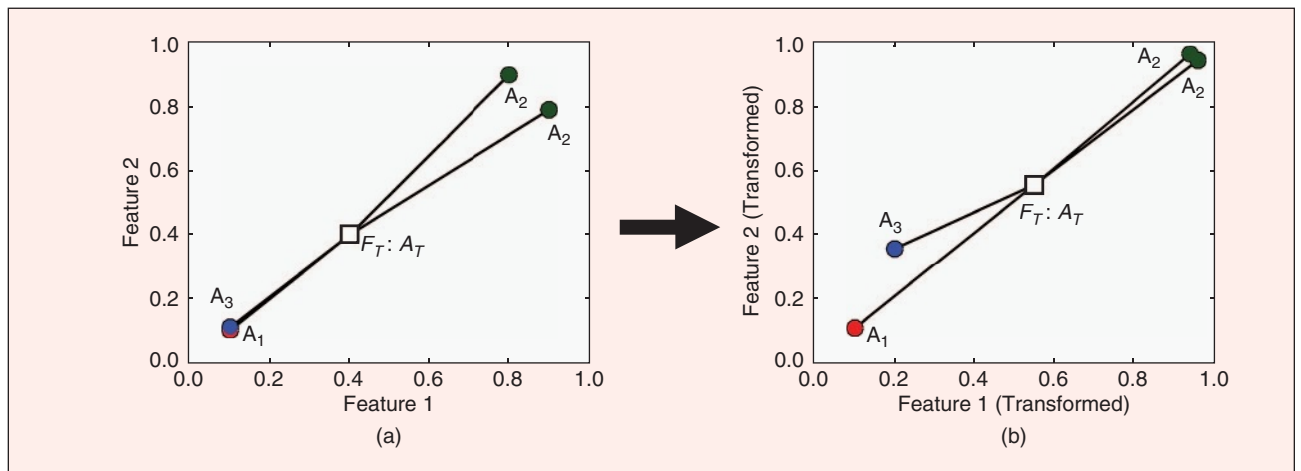 1.0
0.8
0.6
0.4
0.2
0.0
Feature 2
A2
A2
FT: AT
A3
A1
0.0 0.2 0.4 0.6 0.8 1.0
Feature 1
(a)
1.0
0.8
0.6
0.4
0.2
0.0
Feature 2 (Transformed)
A2
A2
FT: AT
A3
A1
0.0 0.2 0.4 0.6 0.8 1.0
Feature 1 (Transformed)
(b)